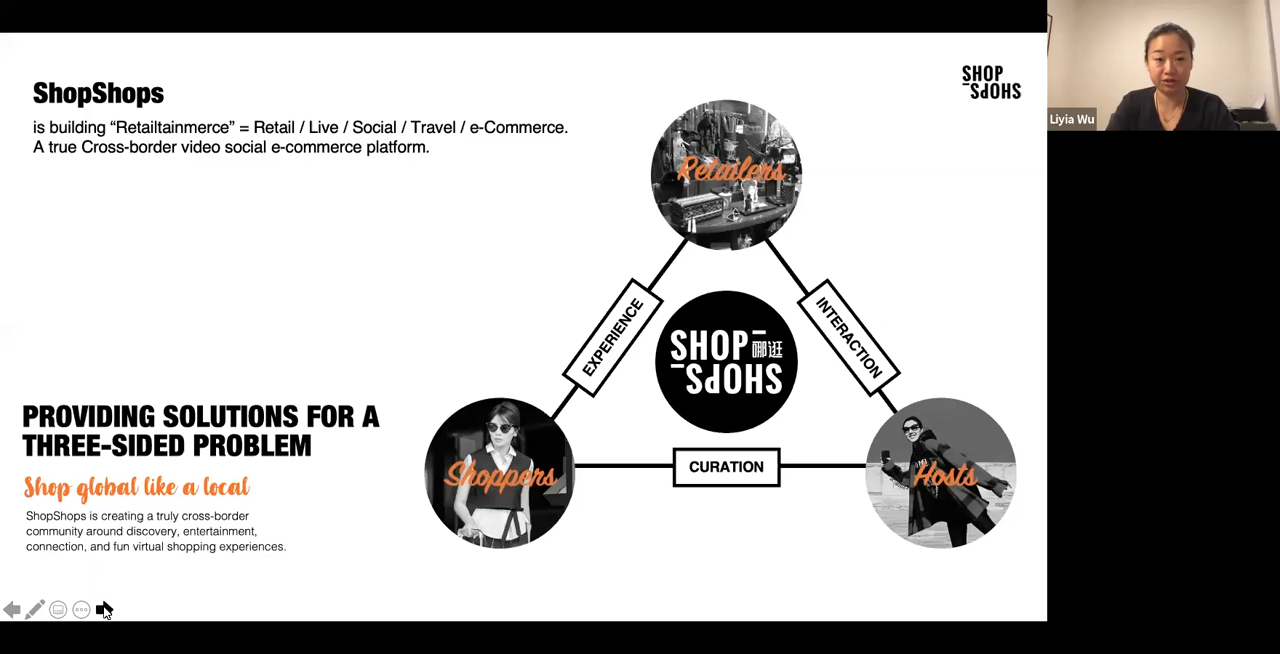 ShopShops
is building “Retailtainmerce” = Retail / Live / Social / Travel / e-Commerce.
A true Cross-border video social e-commerce platform.
SHOP
SHOPS
Liyia Wu
Retailers
EXPERIENCE
INTERACTION
SHOP 哪逛
SHOPS
PROVIDING SOLUTIONS FOR A
THREE-SIDED PROBLEM
Shop global like a local
ShopShops is creating a truly cross-border
community around discovery, entertainment,
connection, and fun virtual shopping experiences.
Shoppers
CURATION
Hosts